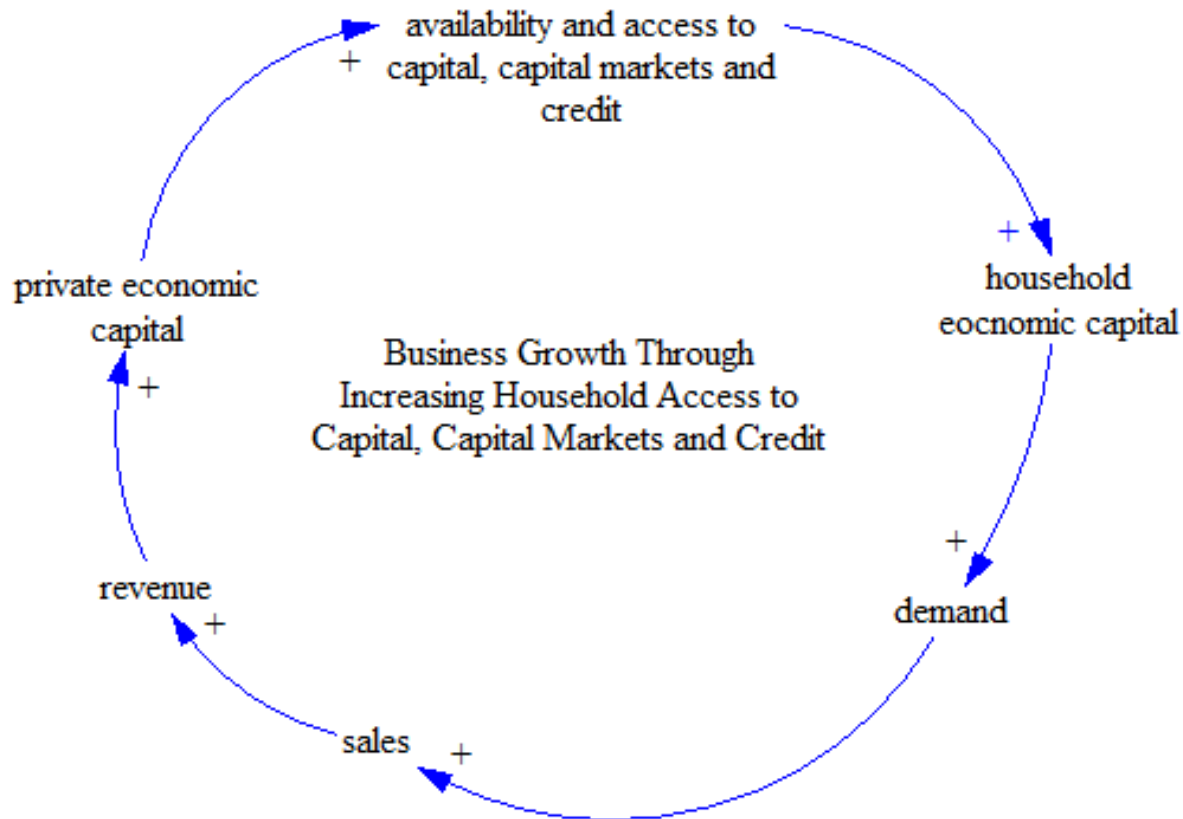 availability and access to
capital, capital markets and
credit
+
+
household
eocnomic capital
private economic
capital
+
Business Growth Through
Increasing Household Access to
Capital, Capital Markets and Credit
+
demand
revenue
+
sales
+